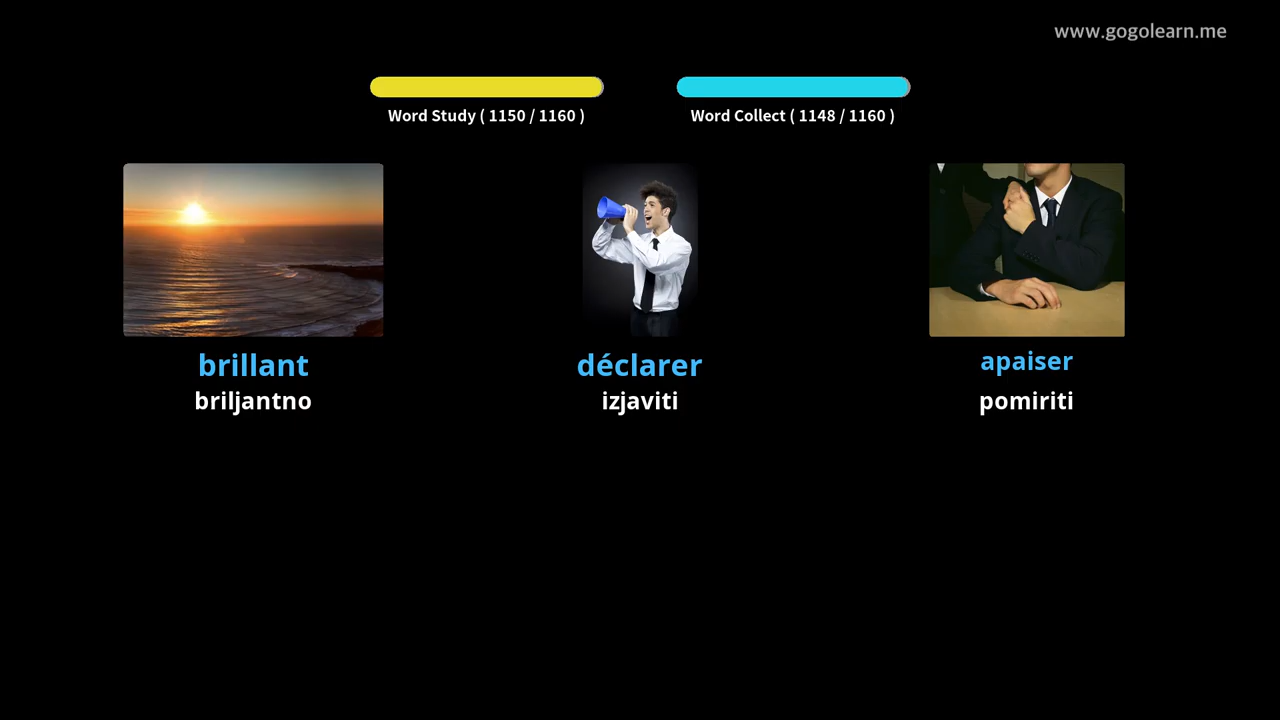 www.gogolearn.me
Word Study ( 1150 / 1160 )
Word Collect ( 1148 / 1160 )
brillant
briljantno
déclarer
izjaviti
apaiser
pomiriti